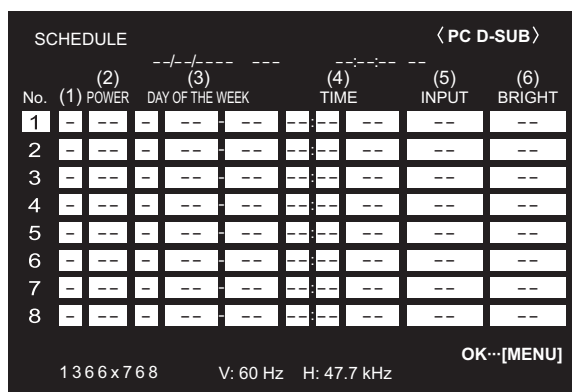 SCHEDULE 〈PC D-SUB〉
--/--/---- --- --:--:-- --
(2) (3) (4) (5) (6)
No. (1) POWER DAY OF THE WEEK TIME INPUT BRIGHT
1 - -- - -- - -- --:-- -- -- --
2 - -- - -- - -- --:-- -- -- --
3 - -- - -- - -- --:-- -- -- --
4 - -- - -- - -- --:-- -- -- --
5 - -- - -- - -- --:-- -- -- --
6 - -- - -- - -- --:-- -- -- --
7 - -- - -- - -- --:-- -- -- --
8 - -- - -- - -- --:-- -- -- --
OK···[MENU]
1366x768 V: 60 Hz H: 47.7 kHz